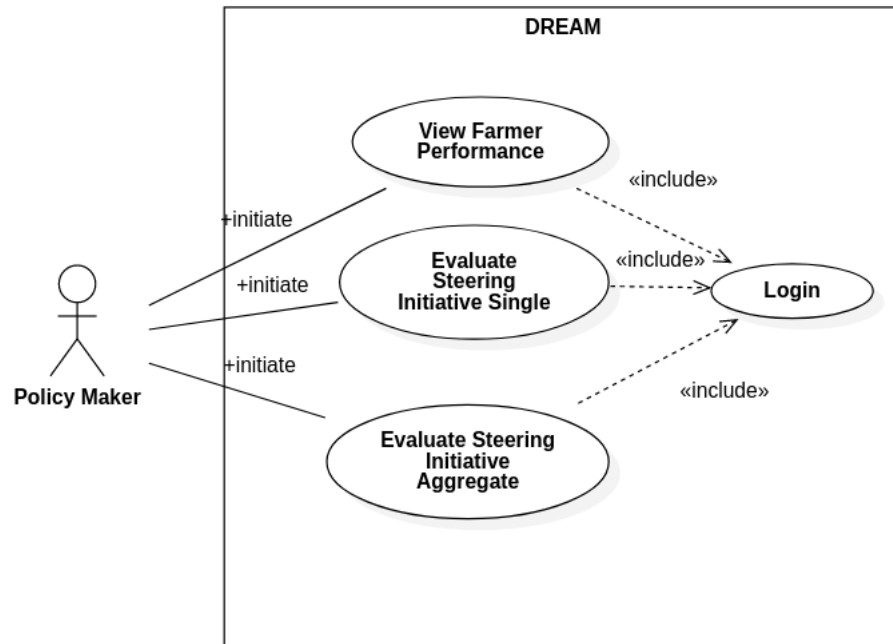 DREAM
View Farmer
Performance
«include»
+initiate
Evaluate
Steering
Initiative Single
«include»
+initiate
Login
+initiate
Policy Maker
«include»
Evaluate Steering
Initiative
Aggregate